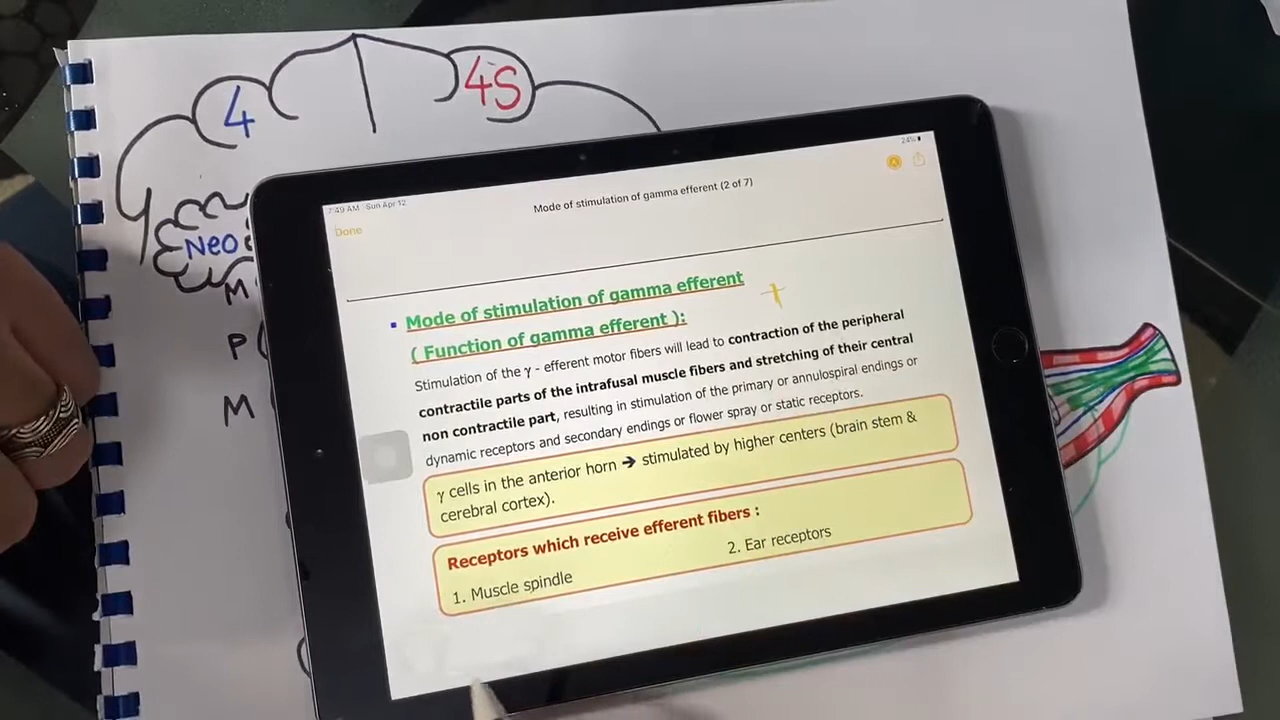 4
4S
Neo
M
P
M
7:49 AM Sun Apr 12
24%
Mode of stimulation of gamma efferent (2 of 7)
Done
Mode of stimulation of gamma efferent
( Function of gamma efferent ):
Stimulation of the γ - efferent motor fibers will lead to contraction of the peripheral
contractile parts of the intrafusal muscle fibers and stretching of their central
non contractile part, resulting in stimulation of the primary or annulospiral endings or
dynamic receptors and secondary endings or flower spray or static receptors.
γ cells in the anterior horn ➔ stimulated by higher centers (brain stem &
cerebral cortex).
Receptors which receive efferent fibers :
1. Muscle spindle
2. Ear receptors